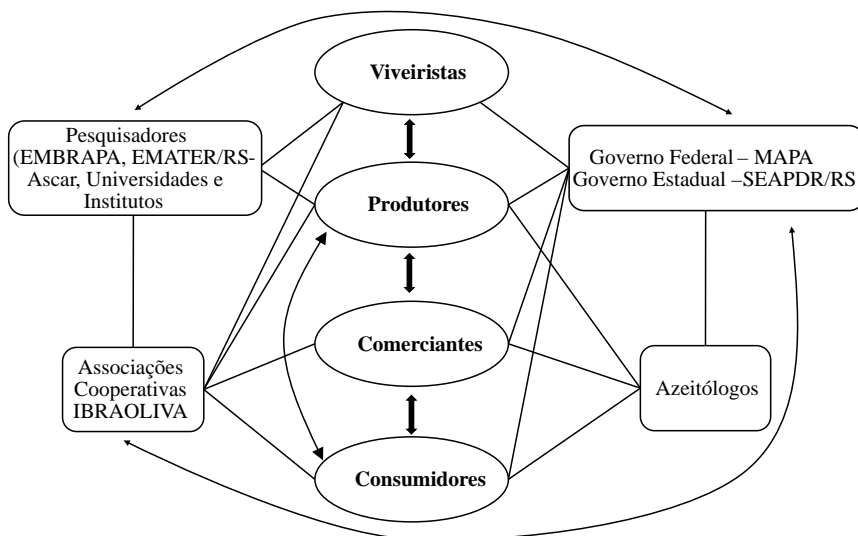 Viveiristas
Pesquisadores
(EMBRAPA, EMATER/RS-
Ascar, Universidades e
Institutos
Governo Federal – MAPA
Governo Estadual –SEAPDR/RS
Produtores
Comerciantes
Associações
Cooperativas
IBRAOLIVA
Azeitólogos
Consumidores